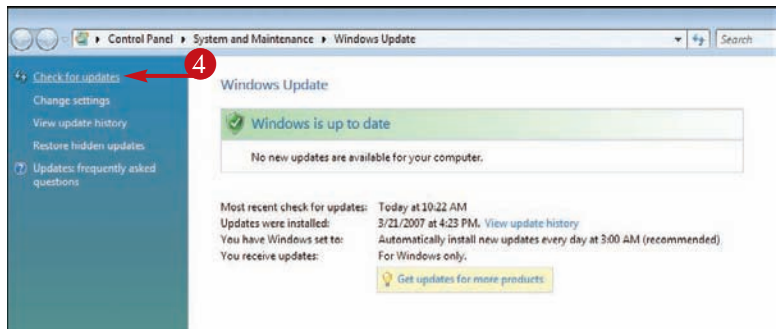 Control Panel ▸ System and Maintenance ▸ Windows Update
Search
4
Check for updates
Change settings
View update history
Restore hidden updates
Updates: frequently asked
questions
Windows Update
Windows is up to date
No new updates are available for your computer.
Most recent check for updates: Today at 10:22 AM
Updates were installed: 3/21/2007 at 4:23 PM. View update history
You have Windows set to: Automatically install new updates every day at 3:00 AM (recommended)
You receive updates: For Windows only.
Get updates for more products